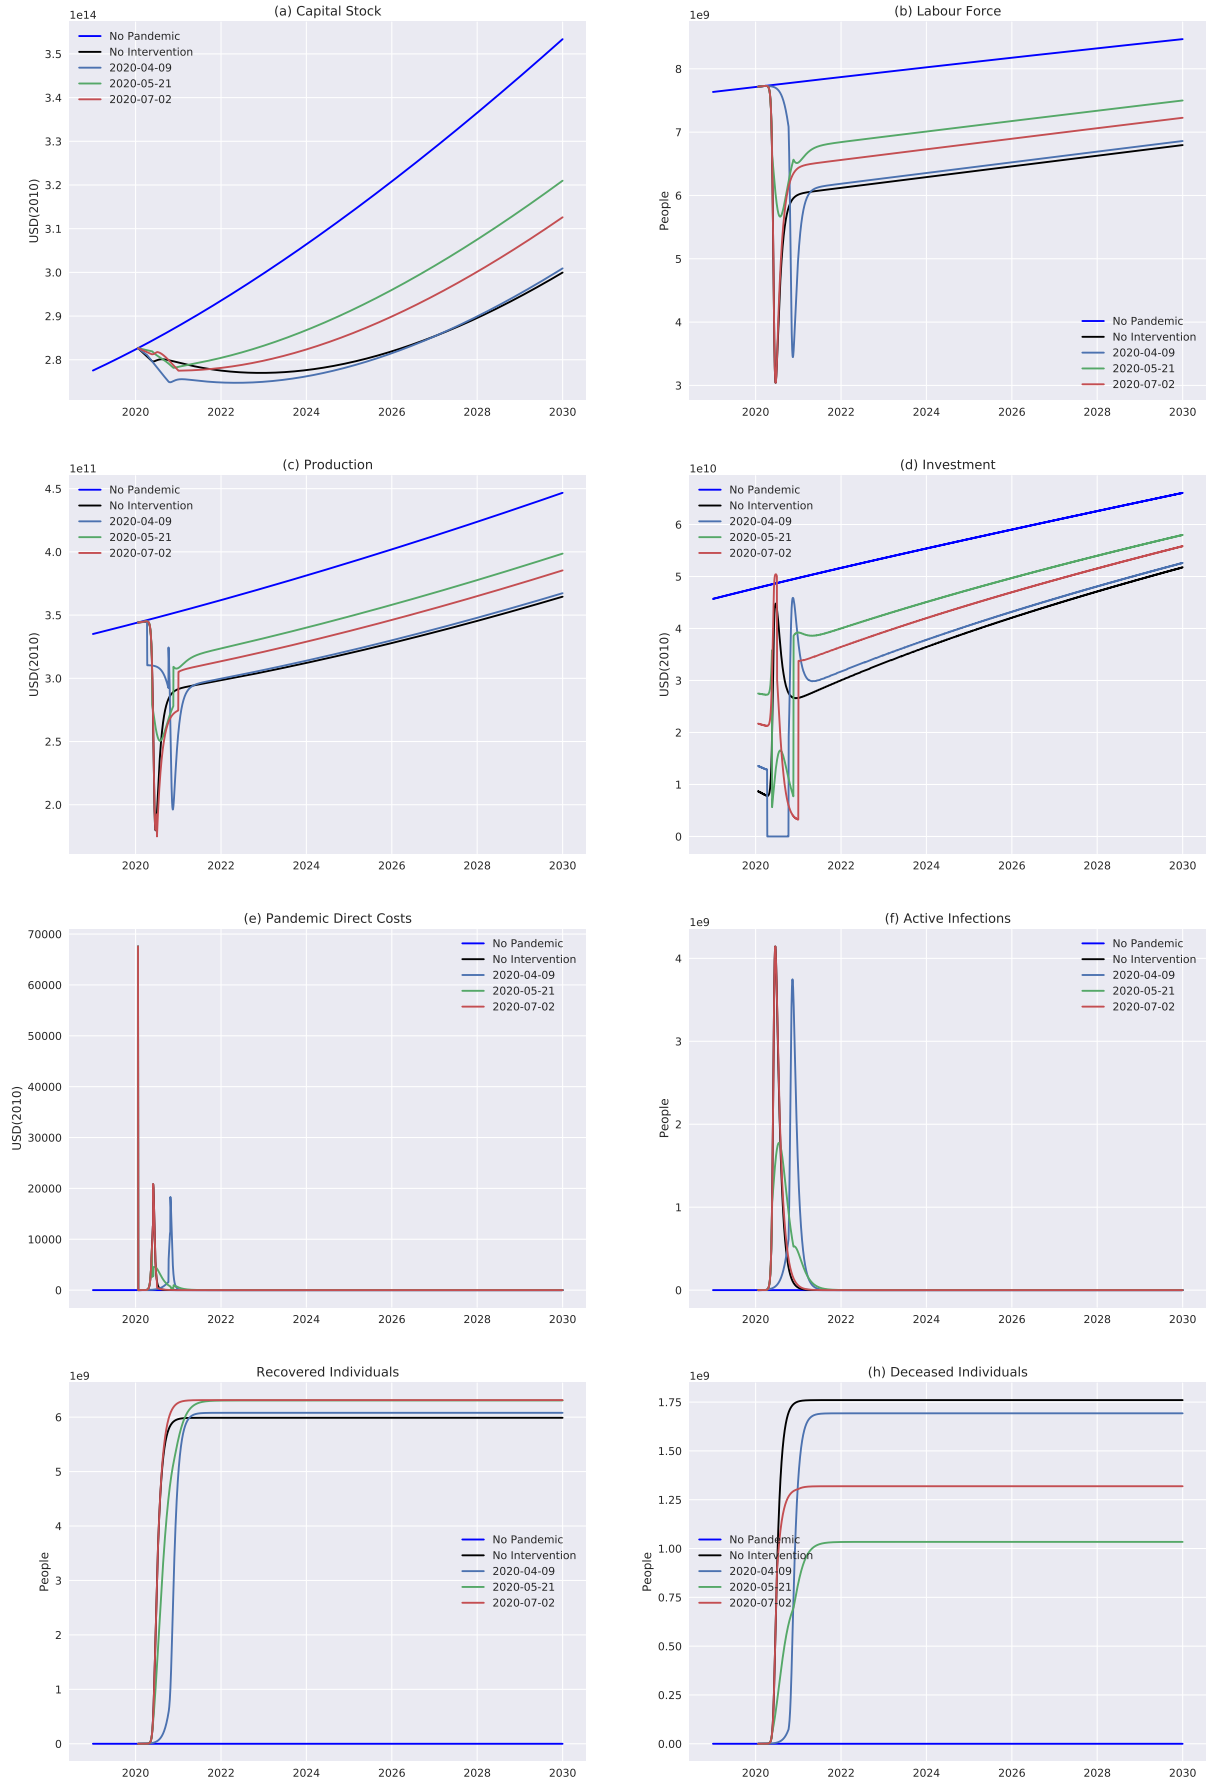 (a) Capital Stock
1e14
No Pandemic
No Intervention
2020-04-09
2020-05-21
2020-07-02
3.5
3.4
3.3
3.2
3.1
3.0
2.9
2.8
USD(2010)
2020 2022 2024 2026 2028 2030
(b) Labour Force
1e9
8
7
6
5
4
3
People
No Pandemic
No Intervention
2020-04-09
2020-05-21
2020-07-02
2020 2022 2024 2026 2028 2030
(c) Production
1e11
No Pandemic
No Intervention
2020-04-09
2020-05-21
2020-07-02
4.5
4.0
3.5
3.0
2.5
2.0
USD(2010)
2020 2022 2024 2026 2028 2030
(d) Investment
1e10
No Pandemic
No Intervention
2020-04-09
2020-05-21
2020-07-02
6
5
4
3
2
1
0
USD(2010)
2020 2022 2024 2026 2028 2030
(e) Pandemic Direct Costs
No Pandemic
No Intervention
2020-04-09
2020-05-21
2020-07-02
70000
60000
50000
40000
30000
20000
10000
0
USD(2010)
2020 2022 2024 2026 2028 2030
(f) Active Infections
1e9
No Pandemic
No Intervention
2020-04-09
2020-05-21
2020-07-02
4
3
2
1
0
People
2020 2022 2024 2026 2028 2030
Recovered Individuals
1e9
6
5
4
3
2
1
0
People
No Pandemic
No Intervention
2020-04-09
2020-05-21
2020-07-02
2020 2022 2024 2026 2028 2030
(h) Deceased Individuals
1e9
1.75
1.50
1.25
1.00
0.75
0.50
0.25
0.00
People
No Pandemic
No Intervention
2020-04-09
2020-05-21
2020-07-02
2020 2022 2024 2026 2028 2030